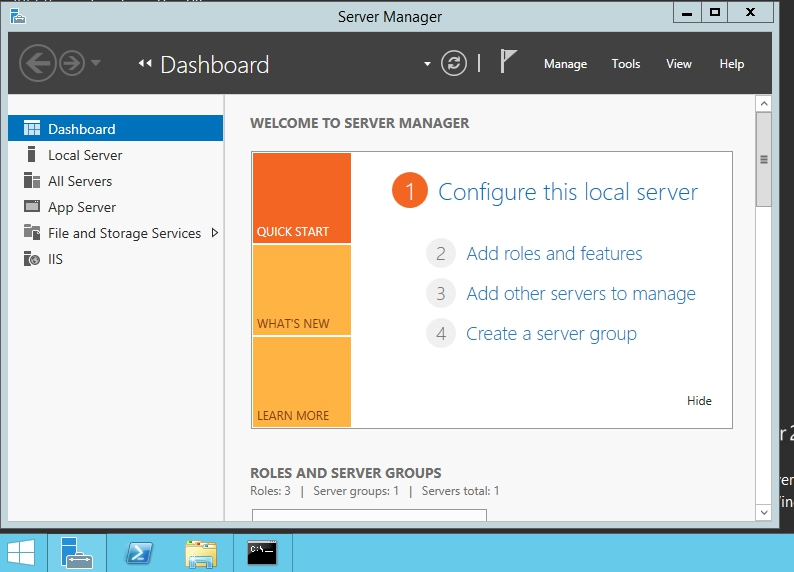 Server Manager
Dashboard
Manage Tools View Help
Dashboard
Local Server
All Servers
App Server
File and Storage Services
IIS
WELCOME TO SERVER MANAGER
QUICK START
WHAT'S NEW
LEARN MORE
1 Configure this local server
2 Add roles and features
3 Add other servers to manage
4 Create a server group
Hide
ROLES AND SERVER GROUPS
Roles: 3 | Server groups: 1 | Servers total: 1
C:\